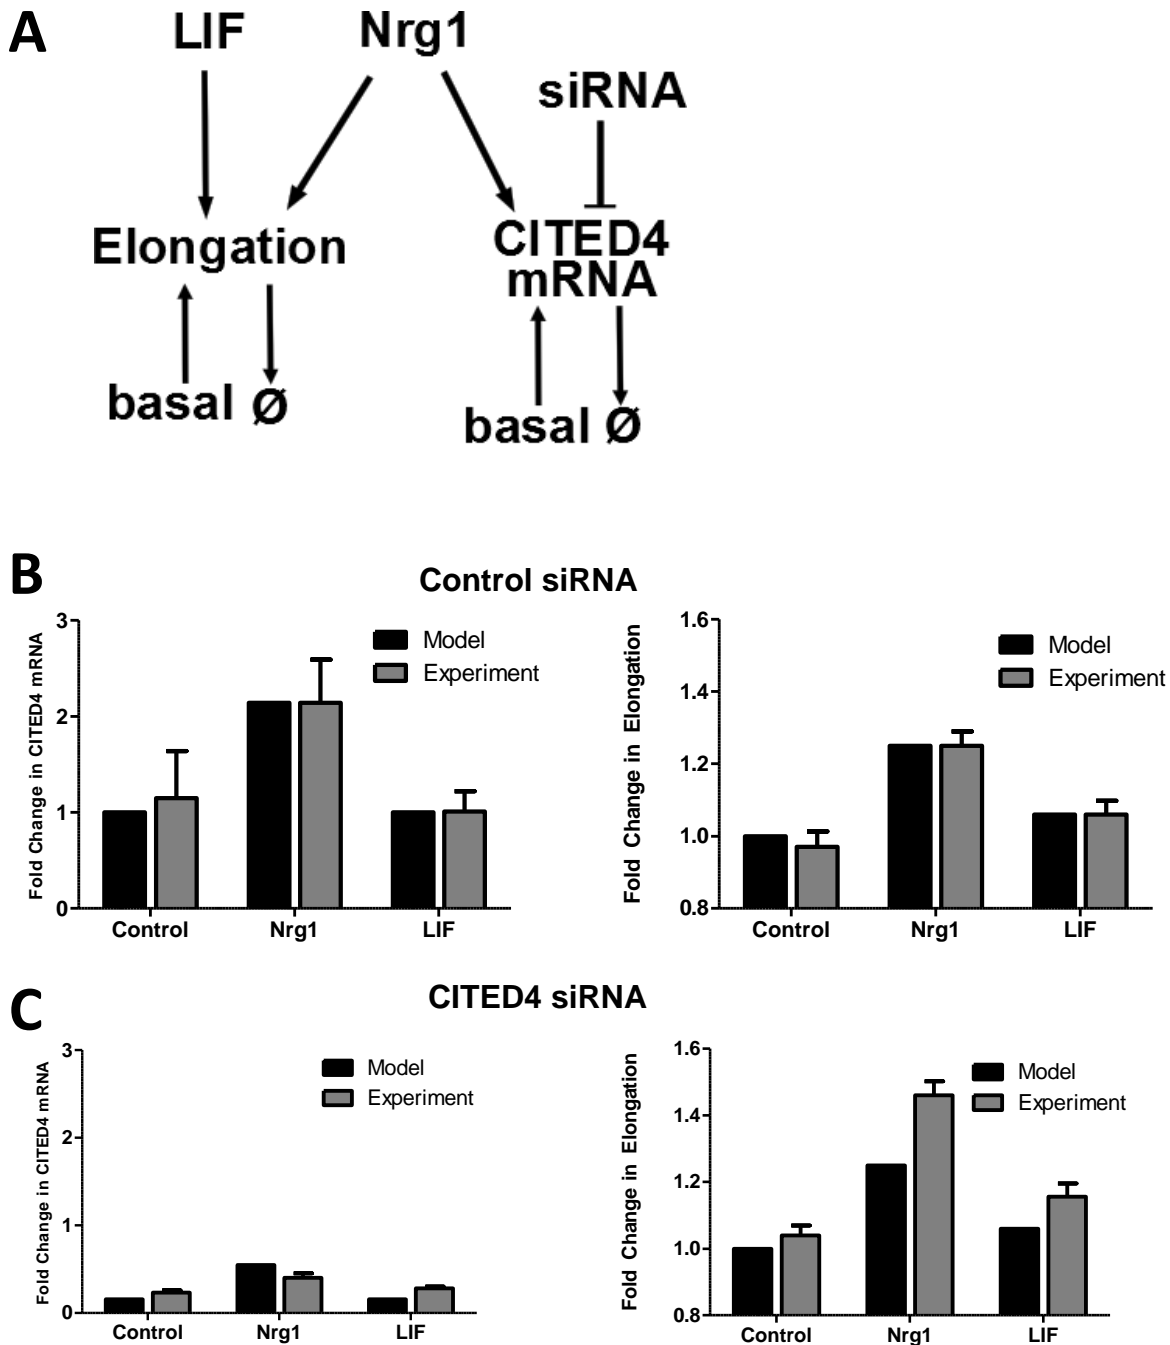 A
LIF
Nrg1
siRNA
Elongation
CITED4
mRNA
basal Ø
basal Ø
B
Control siRNA
Fold Change in CITED4 mRNA
3
2
1
0
Model
Experiment
Control
Nrg1
LIF
Fold Change in Elongation
1.6
1.4
1.2
1.0
0.8
Model
Experiment
Control
Nrg1
LIF
C
CITED4 siRNA
Fold Change in CITED4 mRNA
3
2
1
0
Model
Experiment
Control
Nrg1
LIF
Fold Change in Elongation
1.6
1.4
1.2
1.0
0.8
Model
Experiment
Control
Nrg1
LIF